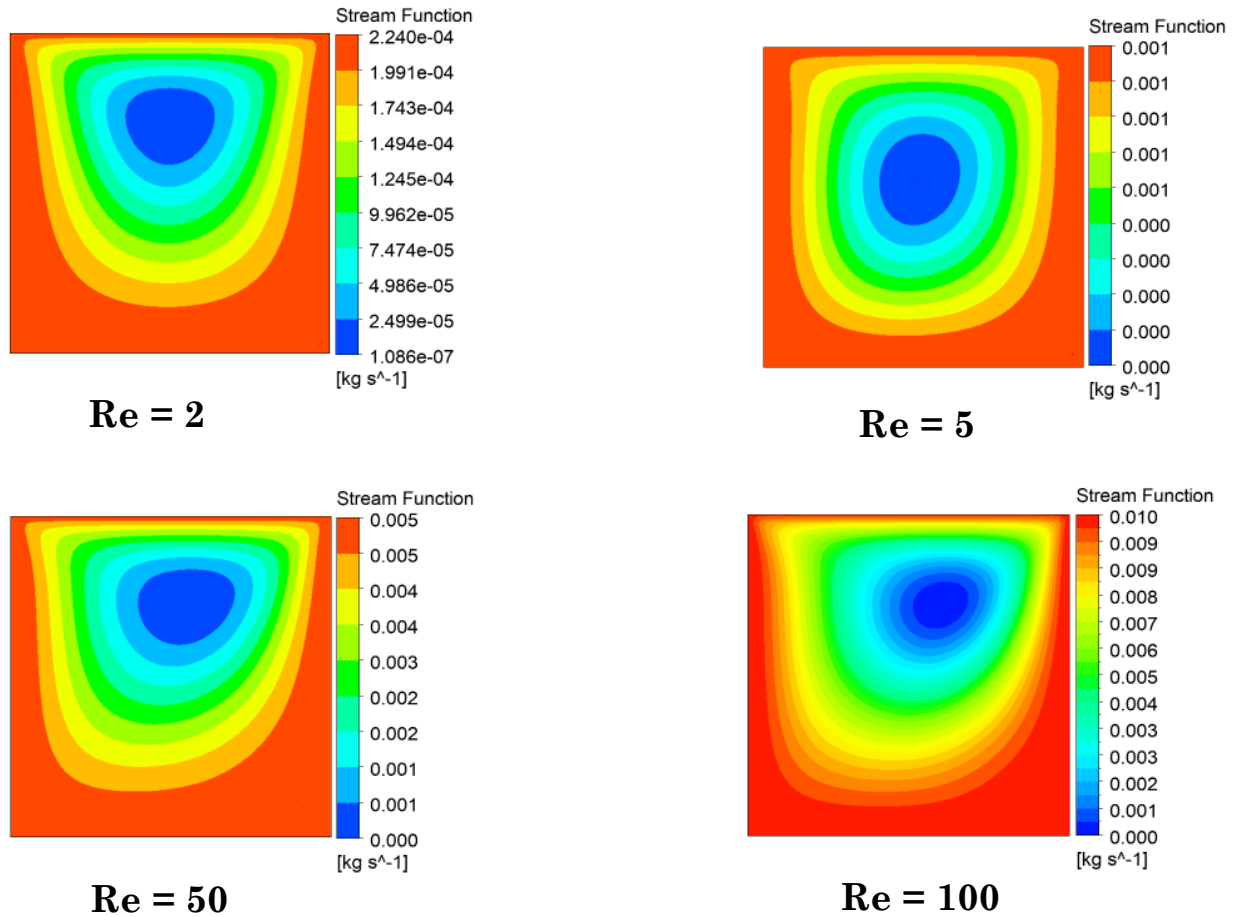 Stream Function
2.240e-04
1.991e-04
1.743e-04
1.494e-04
1.245e-04
9.962e-05
7.474e-05
4.986e-05
2.499e-05
1.086e-07
[kg s^-1]
Re = 2
Stream Function
0.001
0.001
0.001
0.001
0.001
0.000
0.000
0.000
0.000
0.000
[kg s^-1]
Re = 5
Stream Function
0.005
0.005
0.004
0.004
0.003
0.002
0.002
0.001
0.001
0.000
[kg s^-1]
Re = 50
Stream Function
0.010
0.009
0.009
0.008
0.007
0.006
0.005
0.004
0.003
0.003
0.002
0.001
0.000
[kg s^-1]
Re = 100